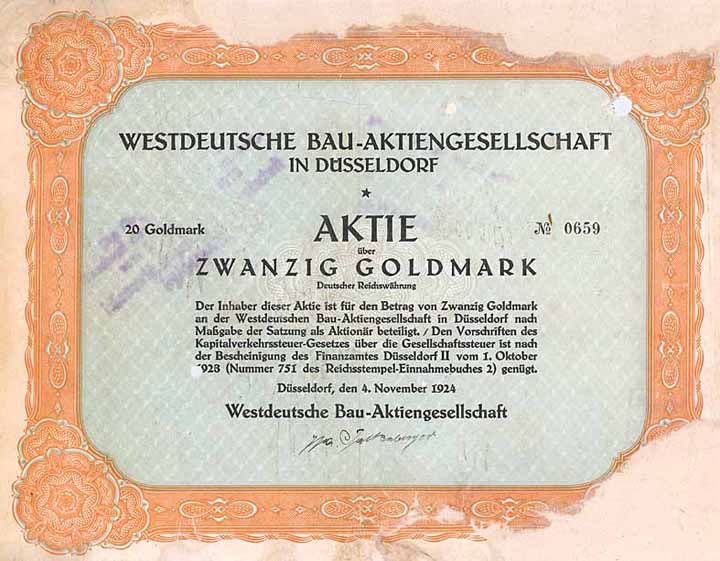 WESTDEUTSCHE BAU-AKTIENGESELLSCHAFT
IN DÜSSELDORF
20 Goldmark
AKTIE
№ 0659
über
ZWANZIG GOLDMARK
Deutscher Reichswährung
Der Inhaber dieser Aktie ist für den Betrag von Zwanzig Goldmark
an der Westdeutschen Bau-Aktiengesellschaft in Düsseldorf nach
Maßgabe der Satzung als Aktionär beteiligt. / Den Vorschriften des
Kapitalverkehrssteuer-Gesetzes über die Gesellschaftssteuer ist nach
der Bescheinigung des Finanzamtes Düsseldorf II vom 1. Oktober
1923 (Nummer 751 des Reichsstempel-Einnahmebuches 2) genügt.
Düsseldorf, den 4. November 1924
Westdeutsche Bau-Aktiengesellschaft